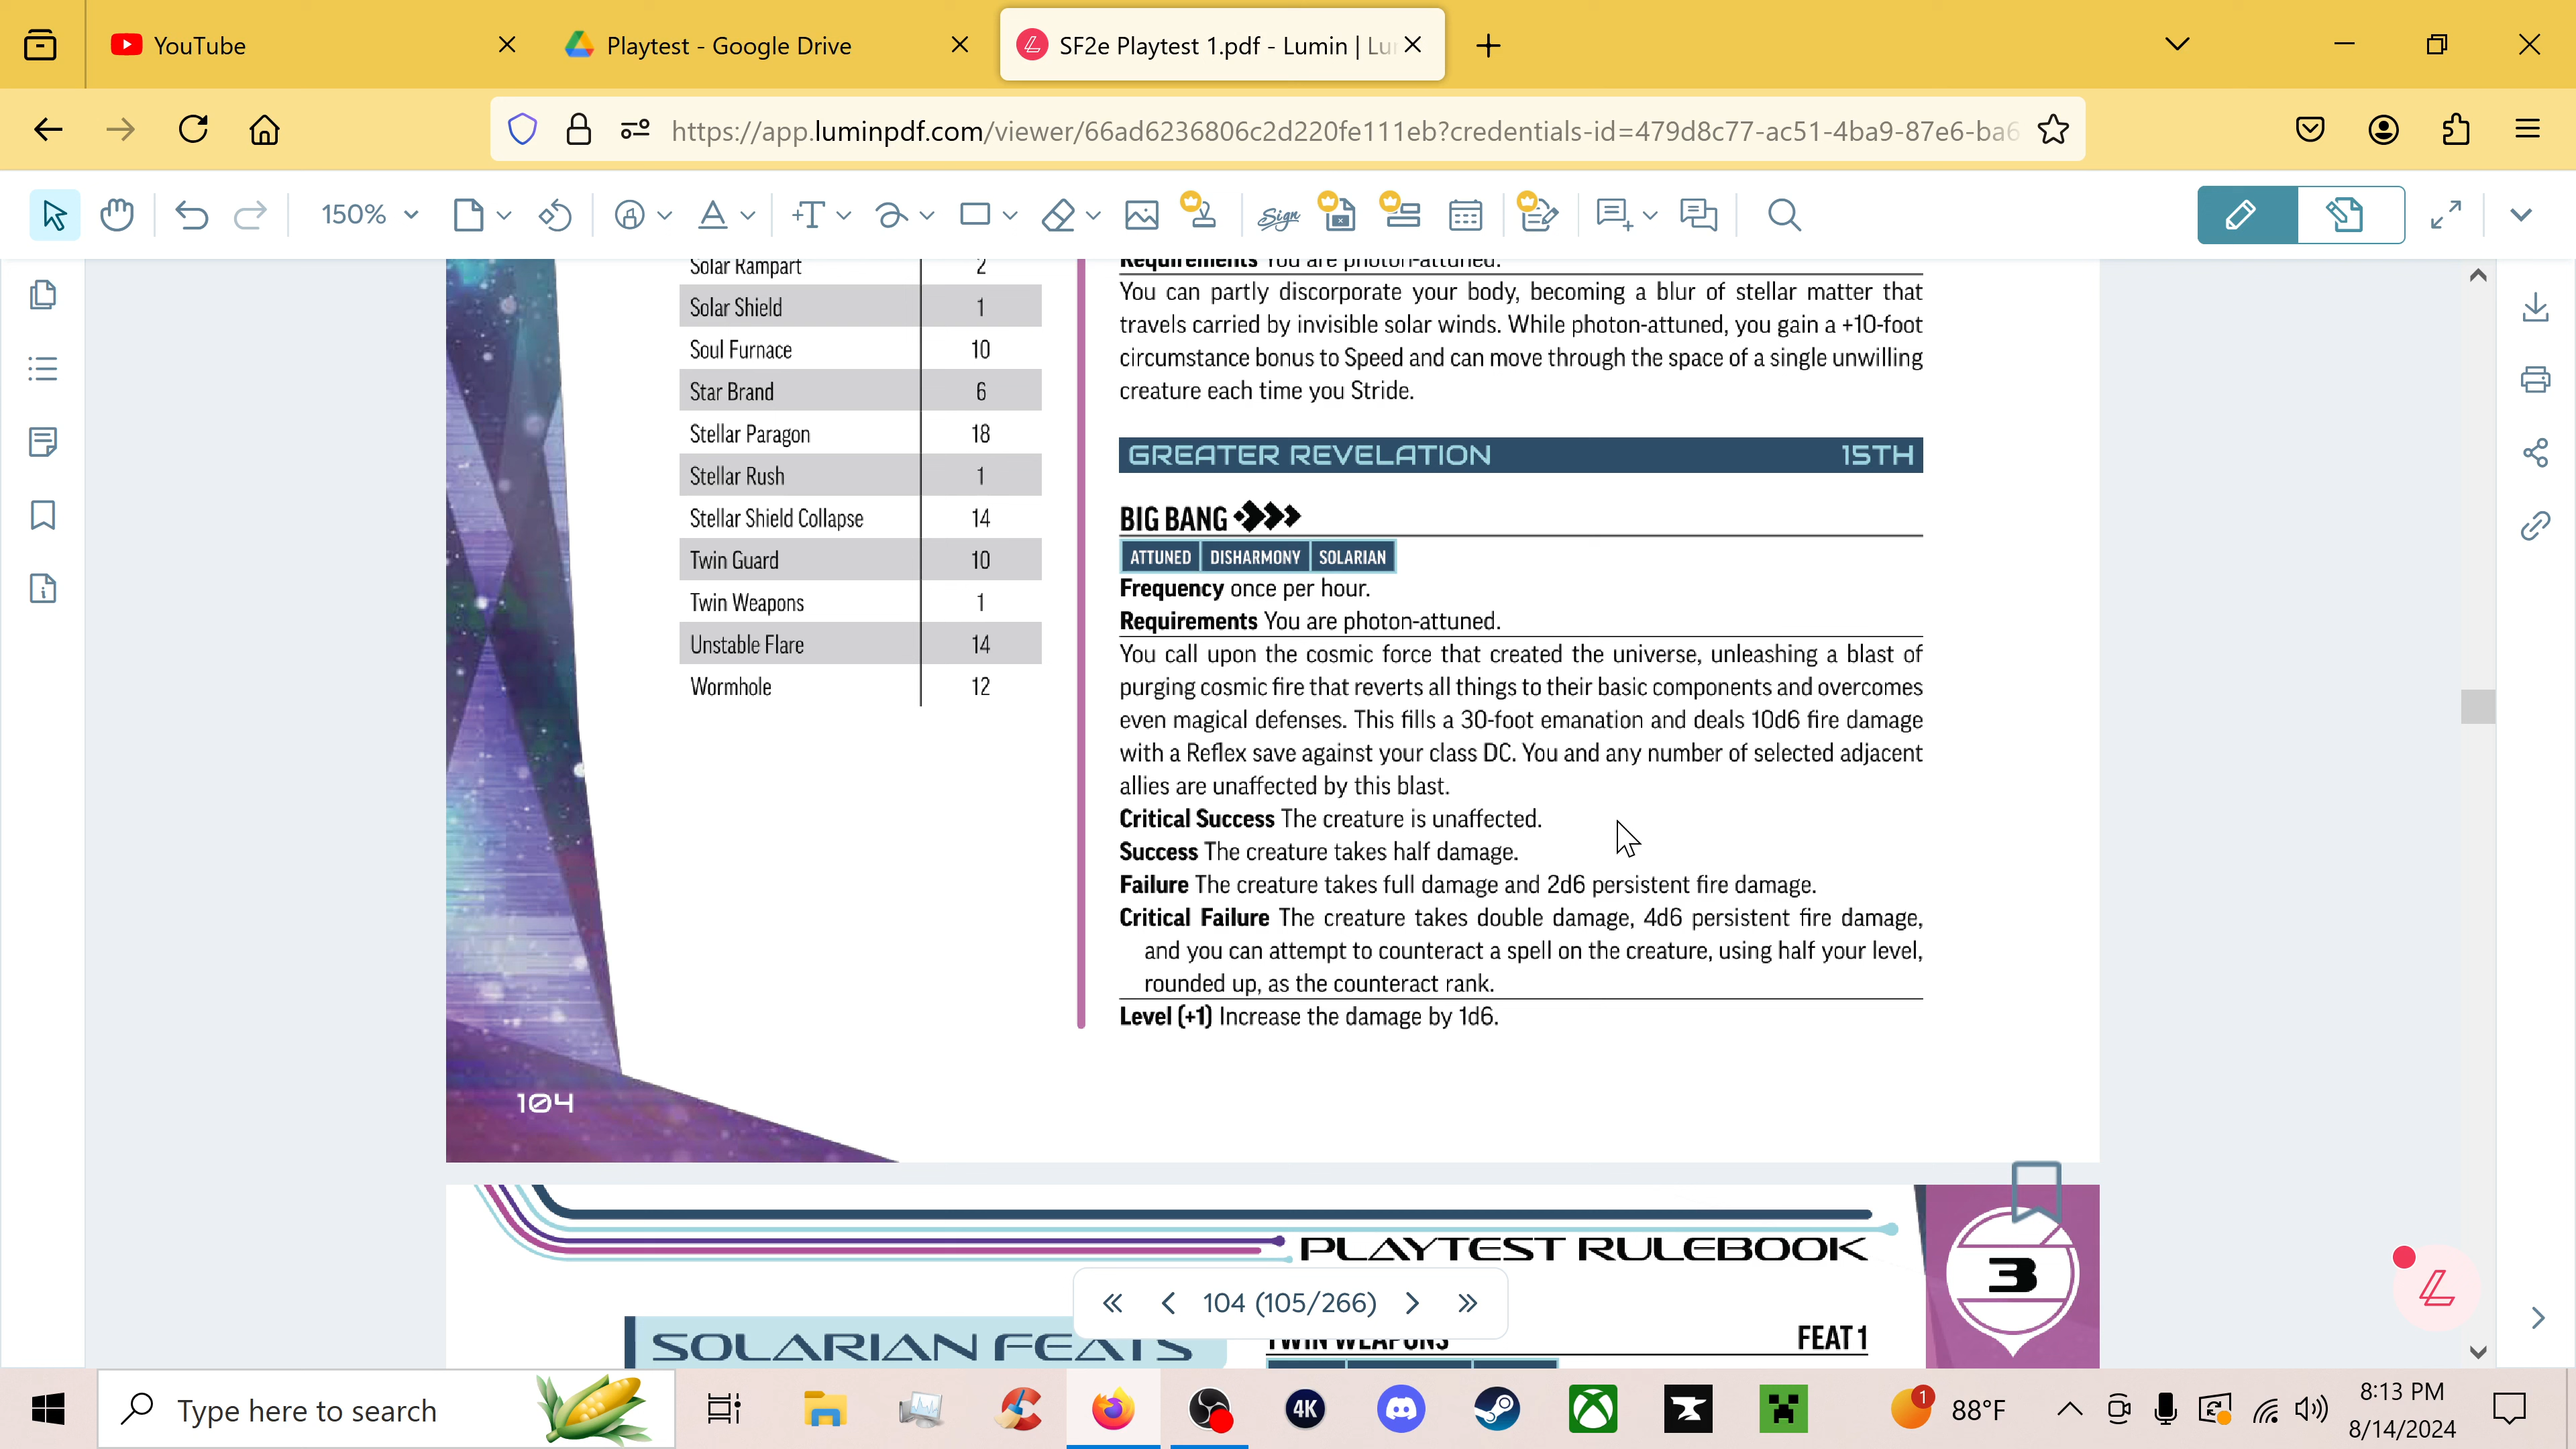 YouTube
Playtest - Google Drive
SF2e Playtest 1.pdf - Lumin | Lu
https://app.luminpdf.com/viewer/66ad6236806c2d220fe111eb?credentials-id=479d8c77-ac51-4ba9-87e6-ba6
150%
Sign
Solar Rampart 2
Solar Shield 1
Soul Furnace 10
Star Brand 6
Stellar Paragon 18
Stellar Rush 1
Stellar Shield Collapse 14
Twin Guard 10
Twin Weapons 1
Unstable Flare 14
Wormhole 12
104
Requirements You are photon-attuned.
You can partly discorporate your body, becoming a blur of stellar matter that
travels carried by invisible solar winds. While photon-attuned, you gain a +10-foot
circumstance bonus to Speed and can move through the space of a single unwilling
creature each time you Stride.
GREATER REVELATION 15TH
BIG BANG
ATTUNED DISHARMONY SOLARIAN
Frequency once per hour.
Requirements You are photon-attuned.
You call upon the cosmic force that created the universe, unleashing a blast of
purging cosmic fire that reverts all things to their basic components and overcomes
even magical defenses. This fills a 30-foot emanation and deals 10d6 fire damage
with a Reflex save against your class DC. You and any number of selected adjacent
allies are unaffected by this blast.
Critical Success The creature is unaffected.
Success The creature takes half damage.
Failure The creature takes full damage and 2d6 persistent fire damage.
Critical Failure The creature takes double damage, 4d6 persistent fire damage,
and you can attempt to counteract a spell on the creature, using half your level,
rounded up, as the counteract rank.
Level (+1) Increase the damage by 1d6.
PLAYTEST RULEBOOK
3
104 (105/266)
SOLARIAN FEATS
TWIN WEAPONS FEAT 1
Type here to search
4K
1
88°F
8:13 PM
8/14/2024